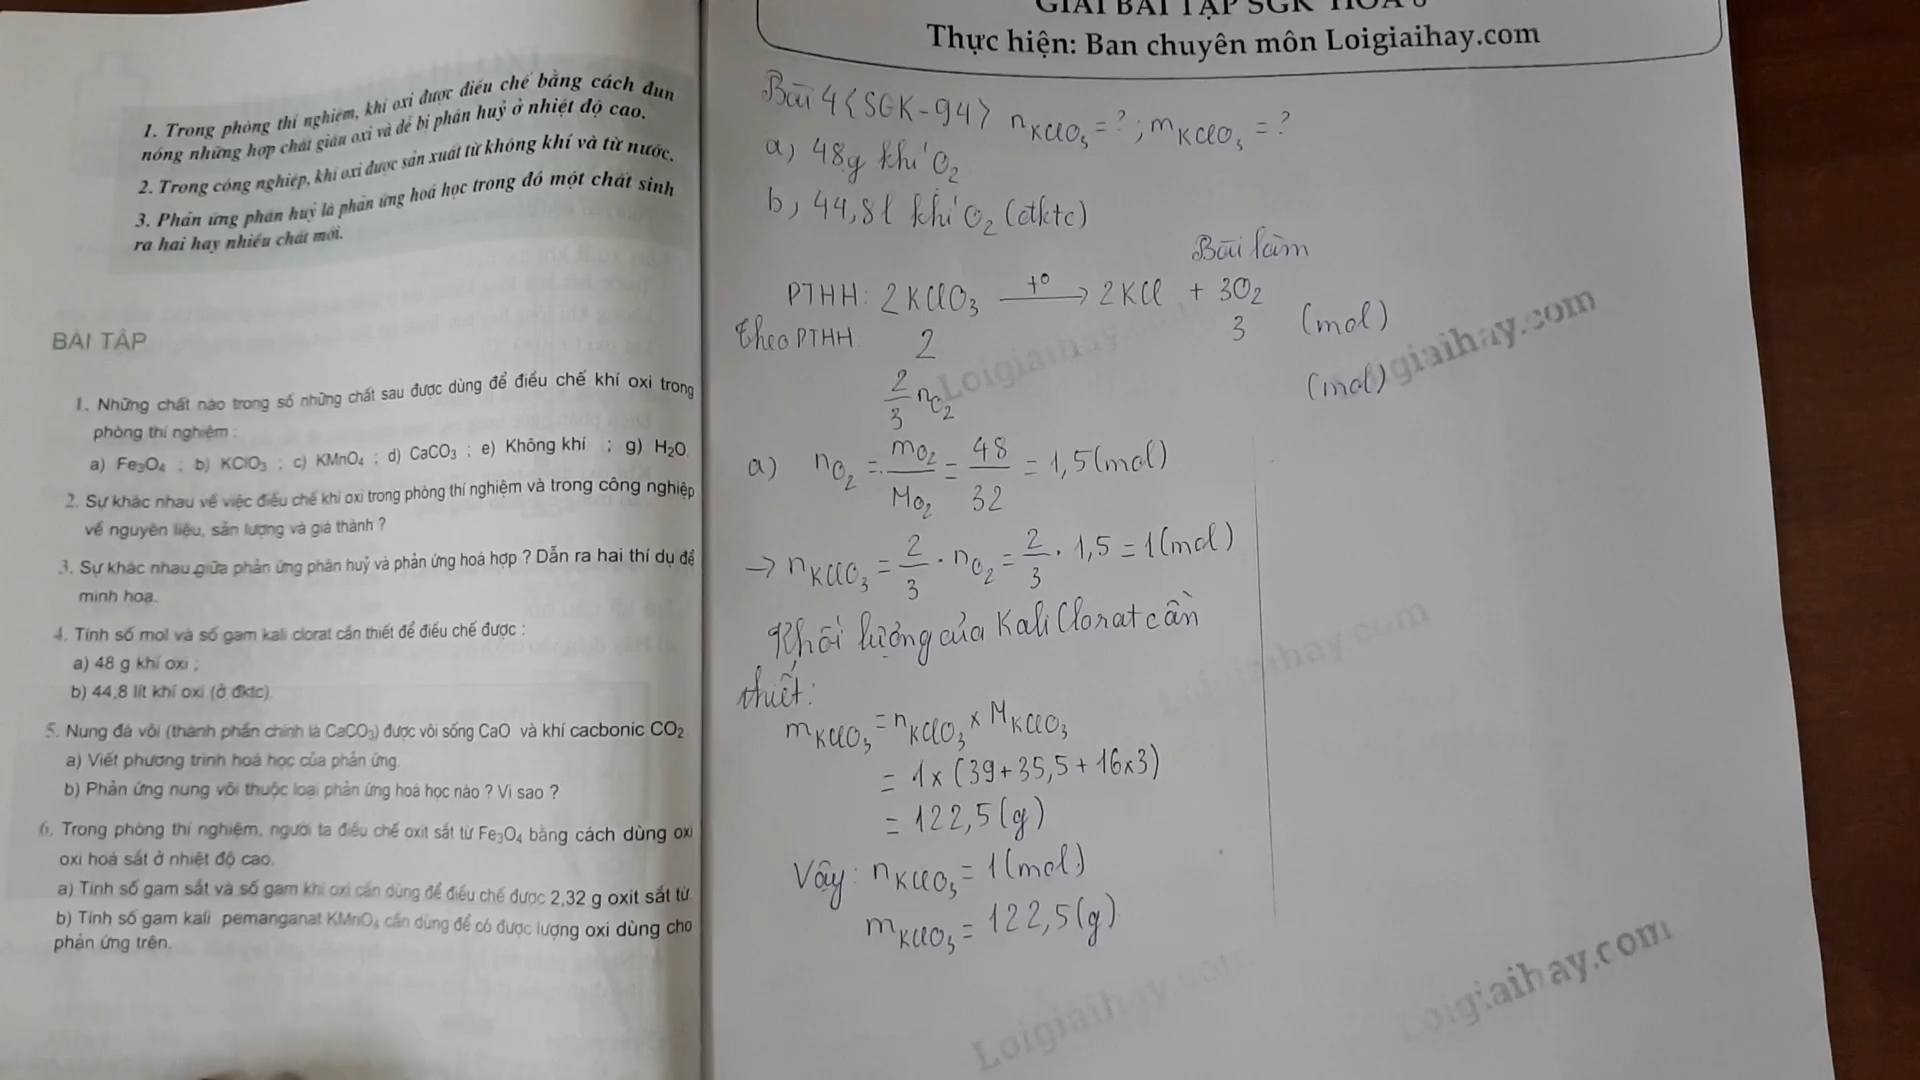 1. Trong phòng thí nghiệm, khí oxi được điều chế bằng cách đun
nóng những hợp chất giàu oxi và dễ bị phân huỷ ở nhiệt độ cao.
2. Trong công nghiệp, khí oxi được sản xuất từ không khí và từ nước.
3. Phản ứng phân huỷ là phản ứng hoá học trong đó một chất sinh
ra hai hay nhiều chất mới.
BÀI TẬP
1. Những chất nào trong số những chất sau được dùng để điều chế khí oxi trong
phòng thí nghiệm :
a) Fe₃O₄ ; b) KClO₃ ; c) KMnO₄ ; d) CaCO₃ ; e) Không khí ; g) H₂O
2. Sự khác nhau về việc điều chế khí oxi trong phòng thí nghiệm và trong công nghiệp
về nguyên liệu, sản lượng và giá thành ?
3. Sự khác nhau giữa phản ứng phân huỷ và phản ứng hoá hợp ? Dẫn ra hai thí dụ để
minh hoạ.
4. Tính số mol và số gam kali clorat cần thiết để điều chế được :
a) 48 g khí oxi ;
b) 44,8 lít khí oxi (ở đktc).
5. Nung đá vôi (thành phần chính là CaCO₃) được vôi sống CaO và khí cacbonic CO₂
a) Viết phương trình hoá học của phản ứng.
b) Phản ứng nung vôi thuộc loại phản ứng hoá học nào ? Vì sao ?
6. Trong phòng thí nghiệm, người ta điều chế oxit sắt từ Fe₃O₄ bằng cách dùng oxi
oxi hoá sắt ở nhiệt độ cao.
a) Tính số gam sắt và số gam khí oxi cần dùng để điều chế được 2,32 g oxit sắt từ
b) Tính số gam kali pemanganat KMnO₄ cần dùng để có được lượng oxi dùng cho
phản ứng trên.
GIẢI BÀI TẬP SGK HÓA 8
Thực hiện: Ban chuyên môn Loigiaihay.com
Bài 4 <SGK-94> nKClO₃ = ? ; mKClO₃ = ?
a, 48g khí O₂
b, 44,8l khí O₂ (đktc)
Bài làm
PTHH: 2KClO₃ —t°→ 2KCl + 3O₂
Theo PTHH 2 3 (mol)
2/3 nO₂ (mol)
a) nO₂ = mO₂/MO₂ = 48/32 = 1,5 (mol)
→ nKClO₃ = 2/3 . nO₂ = 2/3 . 1,5 = 1 (mol)
Khối lượng của Kali Clorat cần
thiết:
mKClO₃ = nKClO₃ x MKClO₃
= 1 x (39 + 35,5 + 16x3)
= 122,5 (g)
Vậy: nKClO₃ = 1 (mol)
mKClO₃ = 122,5 (g)
Loigiaihay.com
Loigiaihay.com
Loigiaihay.com
Loigiaihay.com
Loigiaihay.com